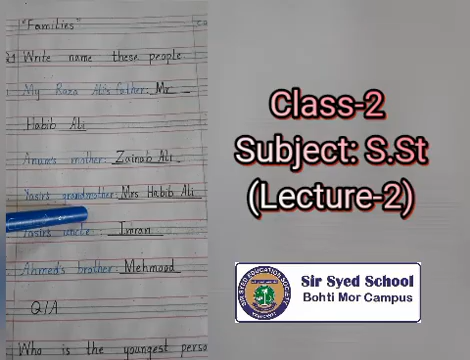 "Families"
Write name these people
My Raza Ali's father: Mr
Habib Ali
Anum's mother: Zainab Ali
Yasir's grandmother: Mrs Habib Ali
Yasir's uncle: Imran
Ahmed's brother: Mehmood
Q/A
Who is the youngest perso
Class-2
Subject: S.St
(Lecture-2)
Sir Syed School
Bohti Mor Campus